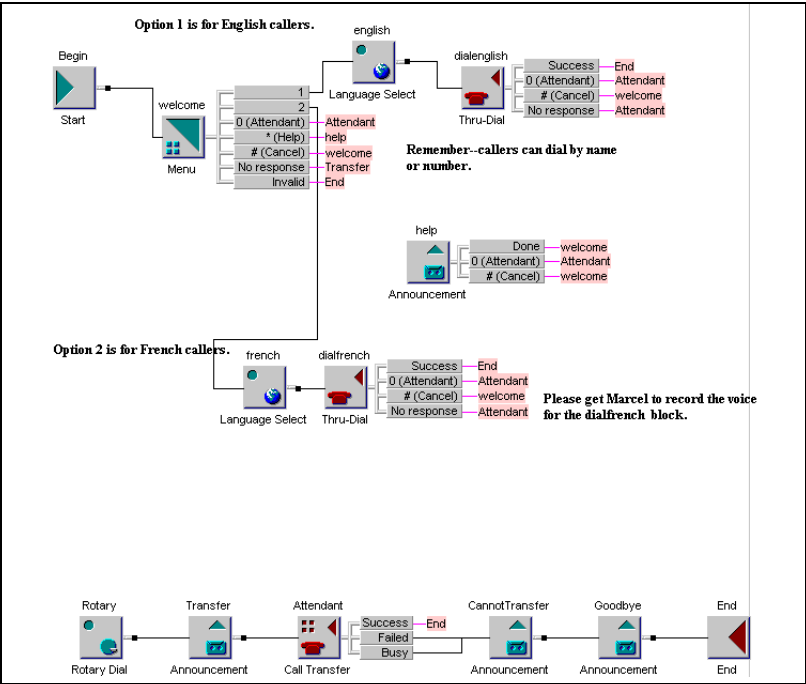 Option 1 is for English callers.
english
Begin
dialenglish
Success End
0 (Attendant) Attendant
# (Cancel) welcome
No response Attendant
Start
welcome
Language Select
Thru-Dial
1
2
0 (Attendant) Attendant
* (Help) help
# (Cancel) welcome
No response Transfer
Invalid End
Menu
Remember--callers can dial by name
or number.
help
Done welcome
0 (Attendant) Attendant
# (Cancel) welcome
Announcement
Option 2 is for French callers.
french
dialfrench
Success End
0 (Attendant) Attendant
# (Cancel) welcome
No response Attendant
Language Select
Thru-Dial
Please get Marcel to record the voice
for the dialfrench block.
Rotary
Transfer
Attendant
CannotTransfer
Goodbye
End
Success End
Failed
Busy
Rotary Dial
Announcement
Call Transfer
Announcement
Announcement
End